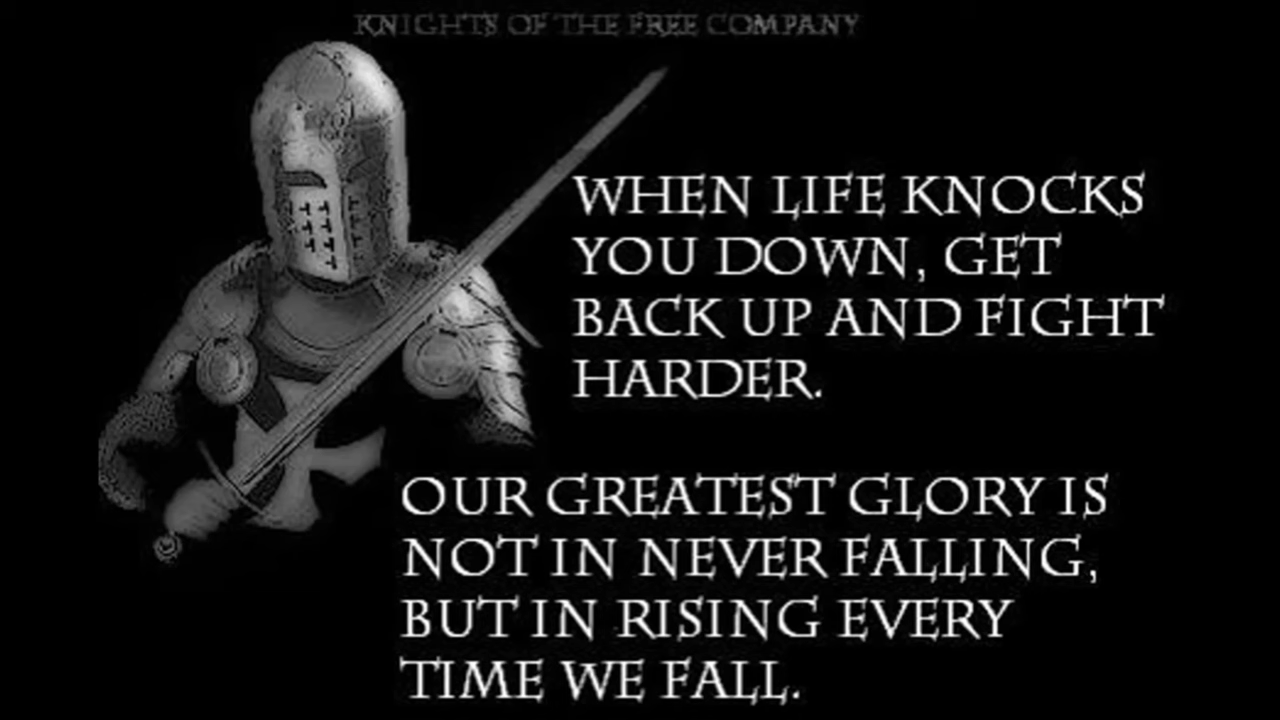 KNIGHTS OF THE FREE COMPANY
WHEN LIFE KNOCKS
YOU DOWN, GET
BACK UP AND FIGHT
HARDER.
OUR GREATEST GLORY IS
NOT IN NEVER FALLING,
BUT IN RISING EVERY
TIME WE FALL.